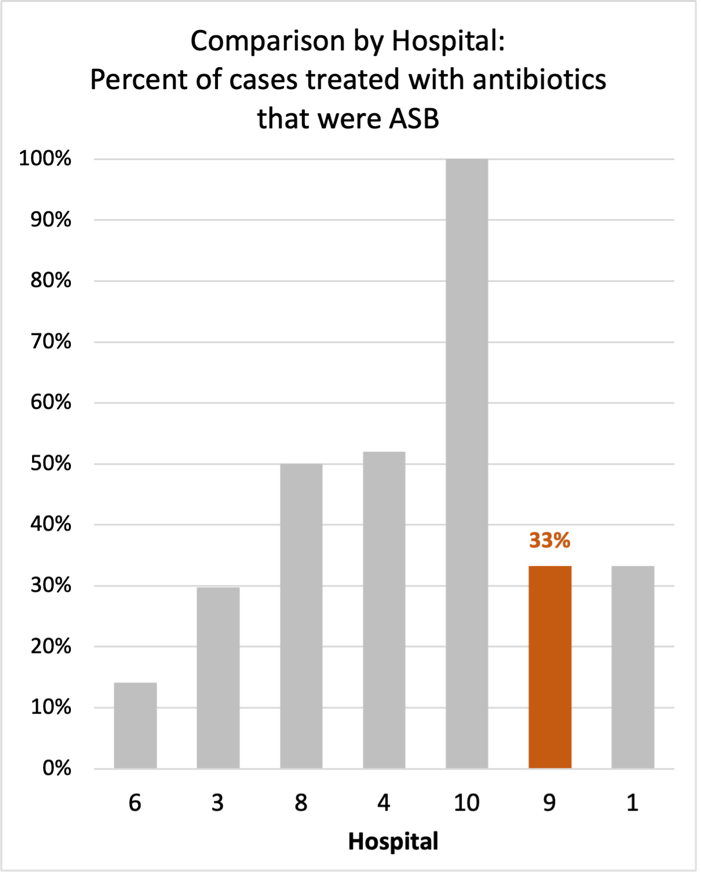 Comparison by Hospital:
Percent of cases treated with antibiotics
that were ASB
100%
90%
80%
70%
60%
50%
40%
33%
30%
20%
10%
0%
6 3 8 4 10 9 1
Hospital